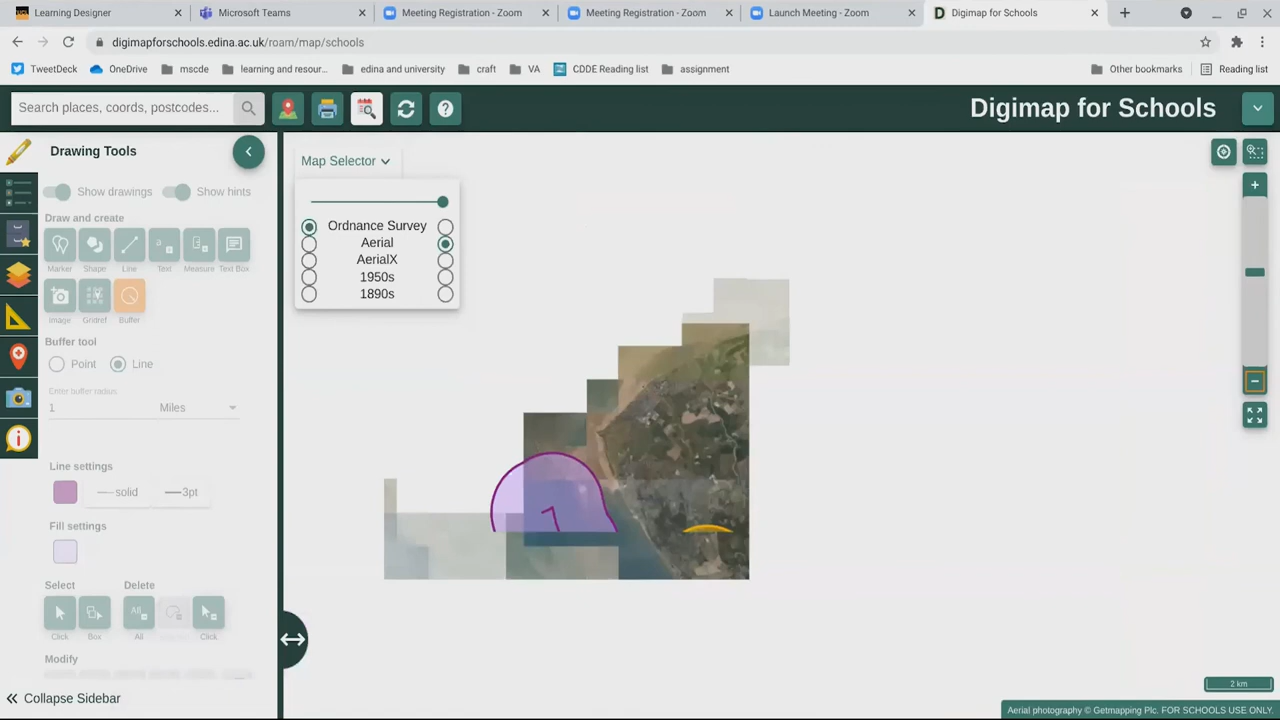 Learning Designer
Microsoft Teams
Meeting Registration - Zoom
Meeting Registration - Zoom
Launch Meeting - Zoom
Digimap for Schools
digimapforschools.edina.ac.uk/roam/map/schools
TweetDeck
OneDrive
mscde
learning and resour...
edina and university
craft
VA
CDDE Reading list
assignment
Other bookmarks
Reading list
Search places, coords, postcodes...
Digimap for Schools
Drawing Tools
Show drawings
Show hints
Draw and create
Marker
Shape
Line
Text
Measure
Text Box
Image
Gridref
Buffer
Buffer tool
Point
Line
Enter buffer radius
1
Miles
Line settings
solid
3pt
Fill settings
Select
Delete
All
Click
Box
All
Click
Modify
Collapse Sidebar
Map Selector
Ordnance Survey
Aerial
AerialX
1950s
1890s
2 km
Aerial photography © Getmapping Plc. FOR SCHOOLS USE ONLY.